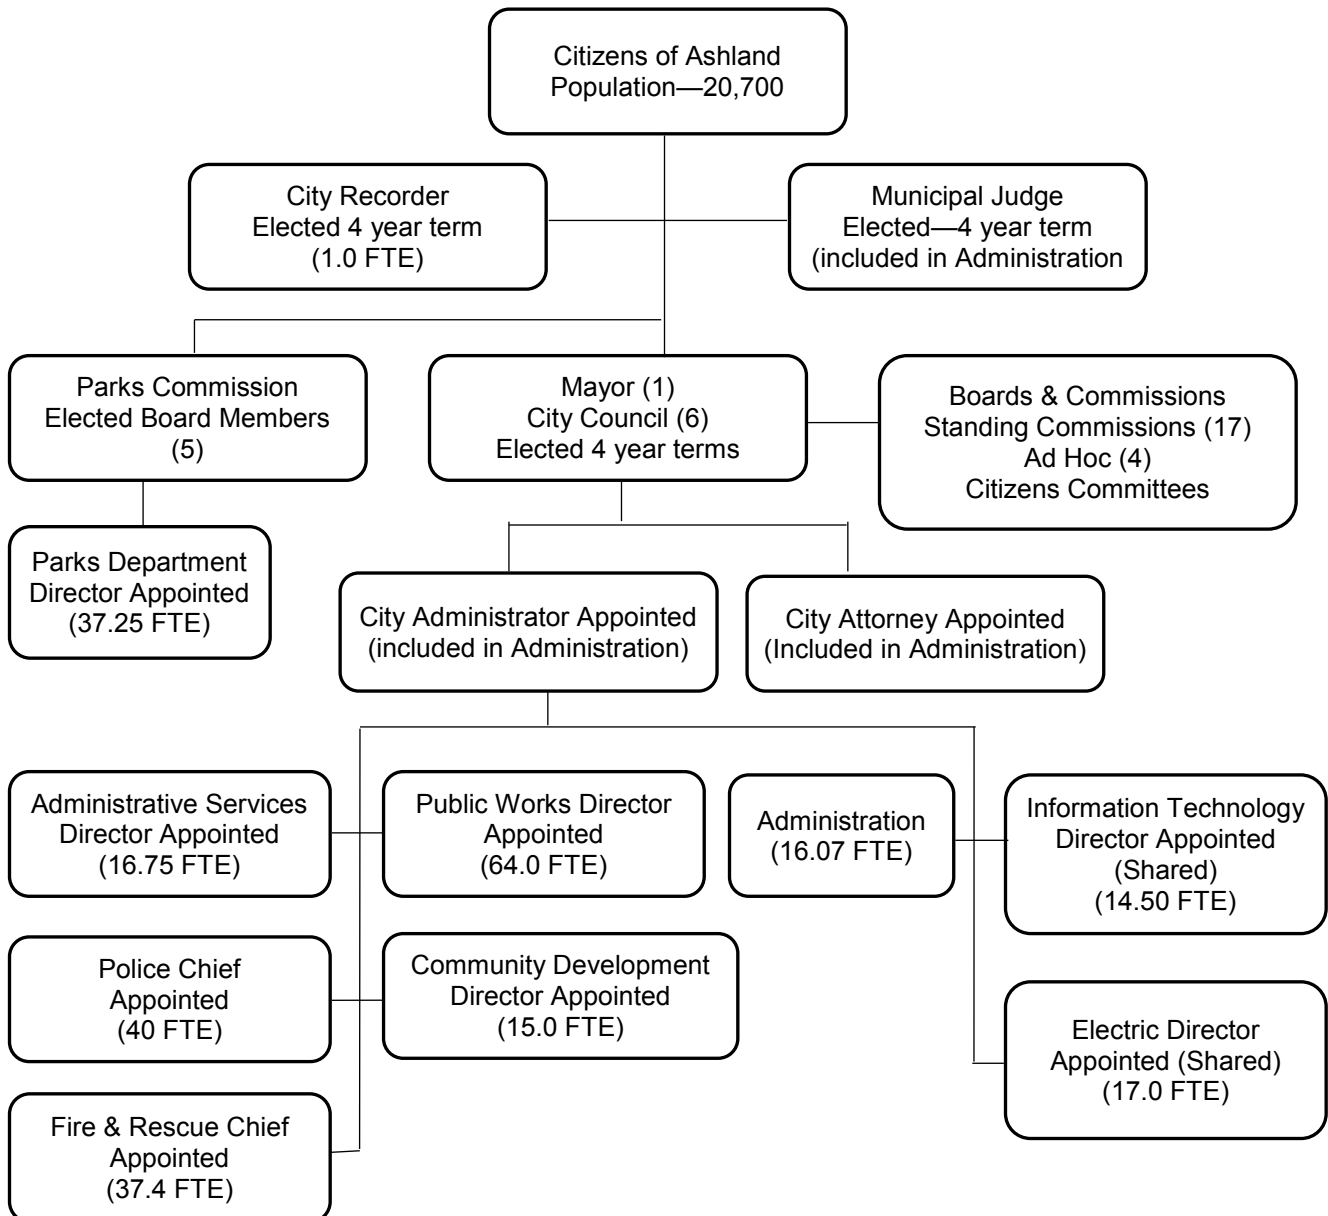 Citizens of Ashland
Population—20,700
City Recorder
Elected 4 year term
(1.0 FTE)
Municipal Judge
Elected—4 year term
(included in Administration
Parks Commission
Elected Board Members
(5)
Mayor (1)
City Council (6)
Elected 4 year terms
Boards & Commissions
Standing Commissions (17)
Ad Hoc (4)
Citizens Committees
Parks Department
Director Appointed
(37.25 FTE)
City Administrator Appointed
(included in Administration)
City Attorney Appointed
(Included in Administration)
Administrative Services
Director Appointed
(16.75 FTE)
Public Works Director
Appointed
(64.0 FTE)
Administration
(16.07 FTE)
Information Technology
Director Appointed
(Shared)
(14.50 FTE)
Police Chief
Appointed
(40 FTE)
Community Development
Director Appointed
(15.0 FTE)
Electric Director
Appointed (Shared)
(17.0 FTE)
Fire & Rescue Chief
Appointed
(37.4 FTE)